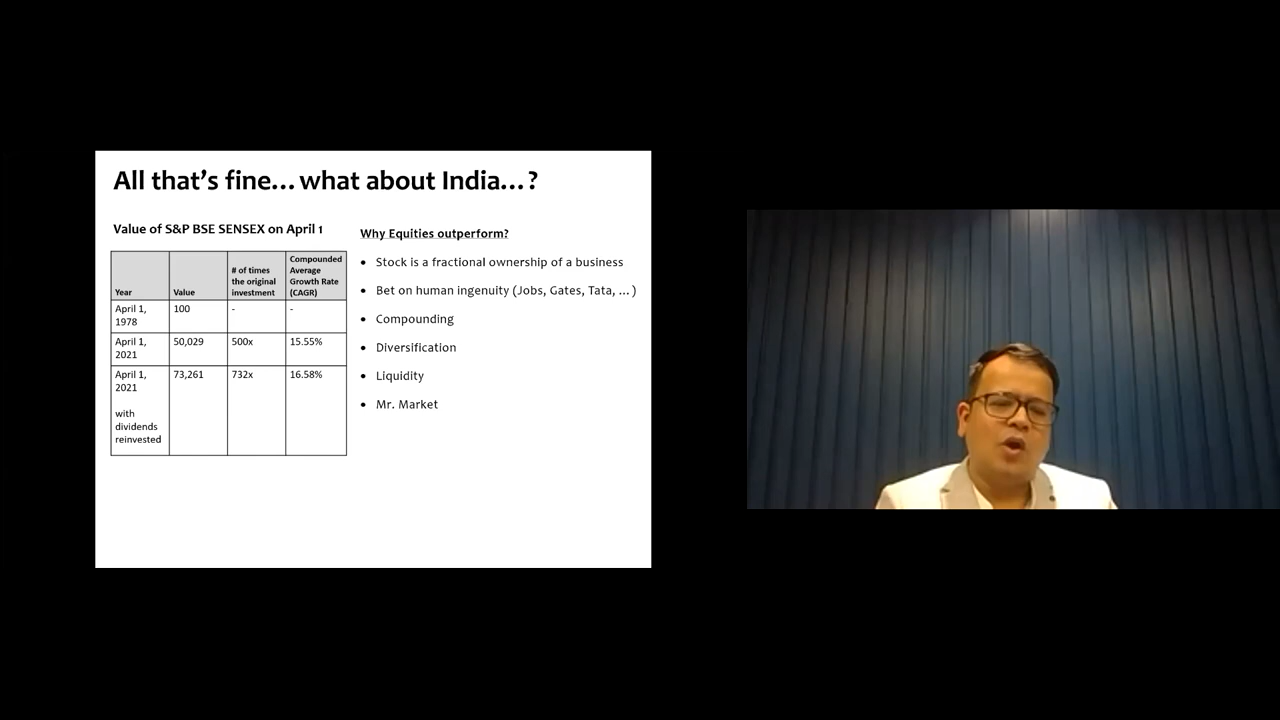 All that's fine... what about India...?
Value of S&P BSE SENSEX on April 1
Year
Value
# of times
the original
investment
Compounded
Average
Growth Rate
(CAGR)
April 1,
1978
100
-
-
April 1,
2021
50,029
500x
15.55%
April 1,
2021
with
dividends
reinvested
73,261
732x
16.58%
Why Equities outperform?
• Stock is a fractional ownership of a business
• Bet on human ingenuity (Jobs, Gates, Tata, ... )
• Compounding
• Diversification
• Liquidity
• Mr. Market